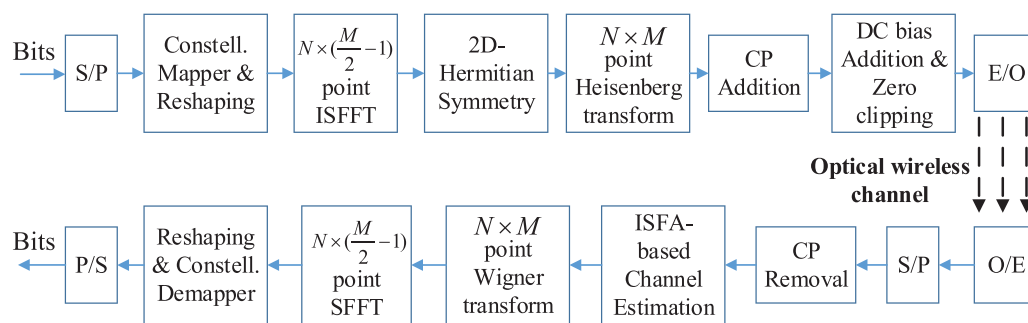 Bits
S/P
Constell.
Mapper &
Reshaping
N × (M/2 −1)
point
ISFFT
2D-
Hermitian
Symmetry
N × M
point
Heisenberg
transform
CP
Addition
DC bias
Addition &
Zero
clipping
E/O
Optical wireless
channel
Bits
P/S
Reshaping
& Constell.
Demapper
N × (M/2 −1)
point
SFFT
N × M
point
Wigner
transform
ISFA-
based
Channel
Estimation
CP
Removal
S/P
O/E